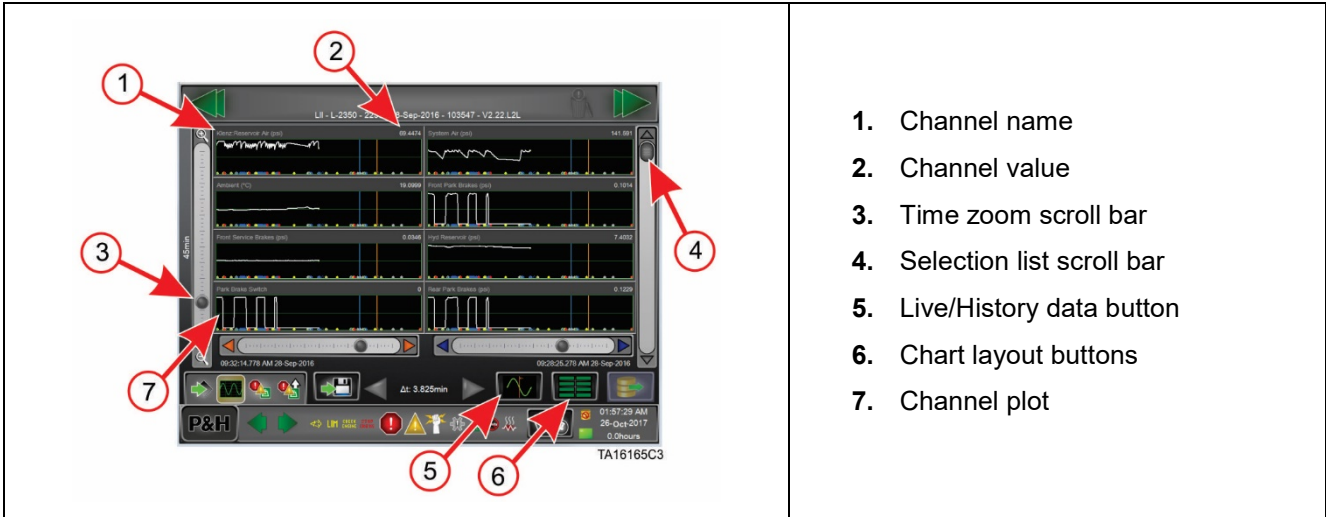 1
2
3
4
5
6
7
LII - L-2350 - 
8-Sep-2016 - 103547 - V2.22.L2L
Klenz Reservoir Air (psi) 69.4474
System Air (psi) 141.591
Ambient (°C) 19.0999
Front Park Brakes (psi) 0.1014
Front Service Brakes (psi) 0.0346
Hyd Reservoir (psi) 7.4032
Park Brake Switch 0
Rear Park Brakes (psi) 0.1229
45min
09:32:14.778 AM 28-Sep-2016
09:28:25.278 AM 28-Sep-2016
Δt: 3.825min
P&H
LIM
01:57:29 AM
26-Oct-2017
0.0hours
TA16165C3
1. Channel name
2. Channel value
3. Time zoom scroll bar
4. Selection list scroll bar
5. Live/History data button
6. Chart layout buttons
7. Channel plot